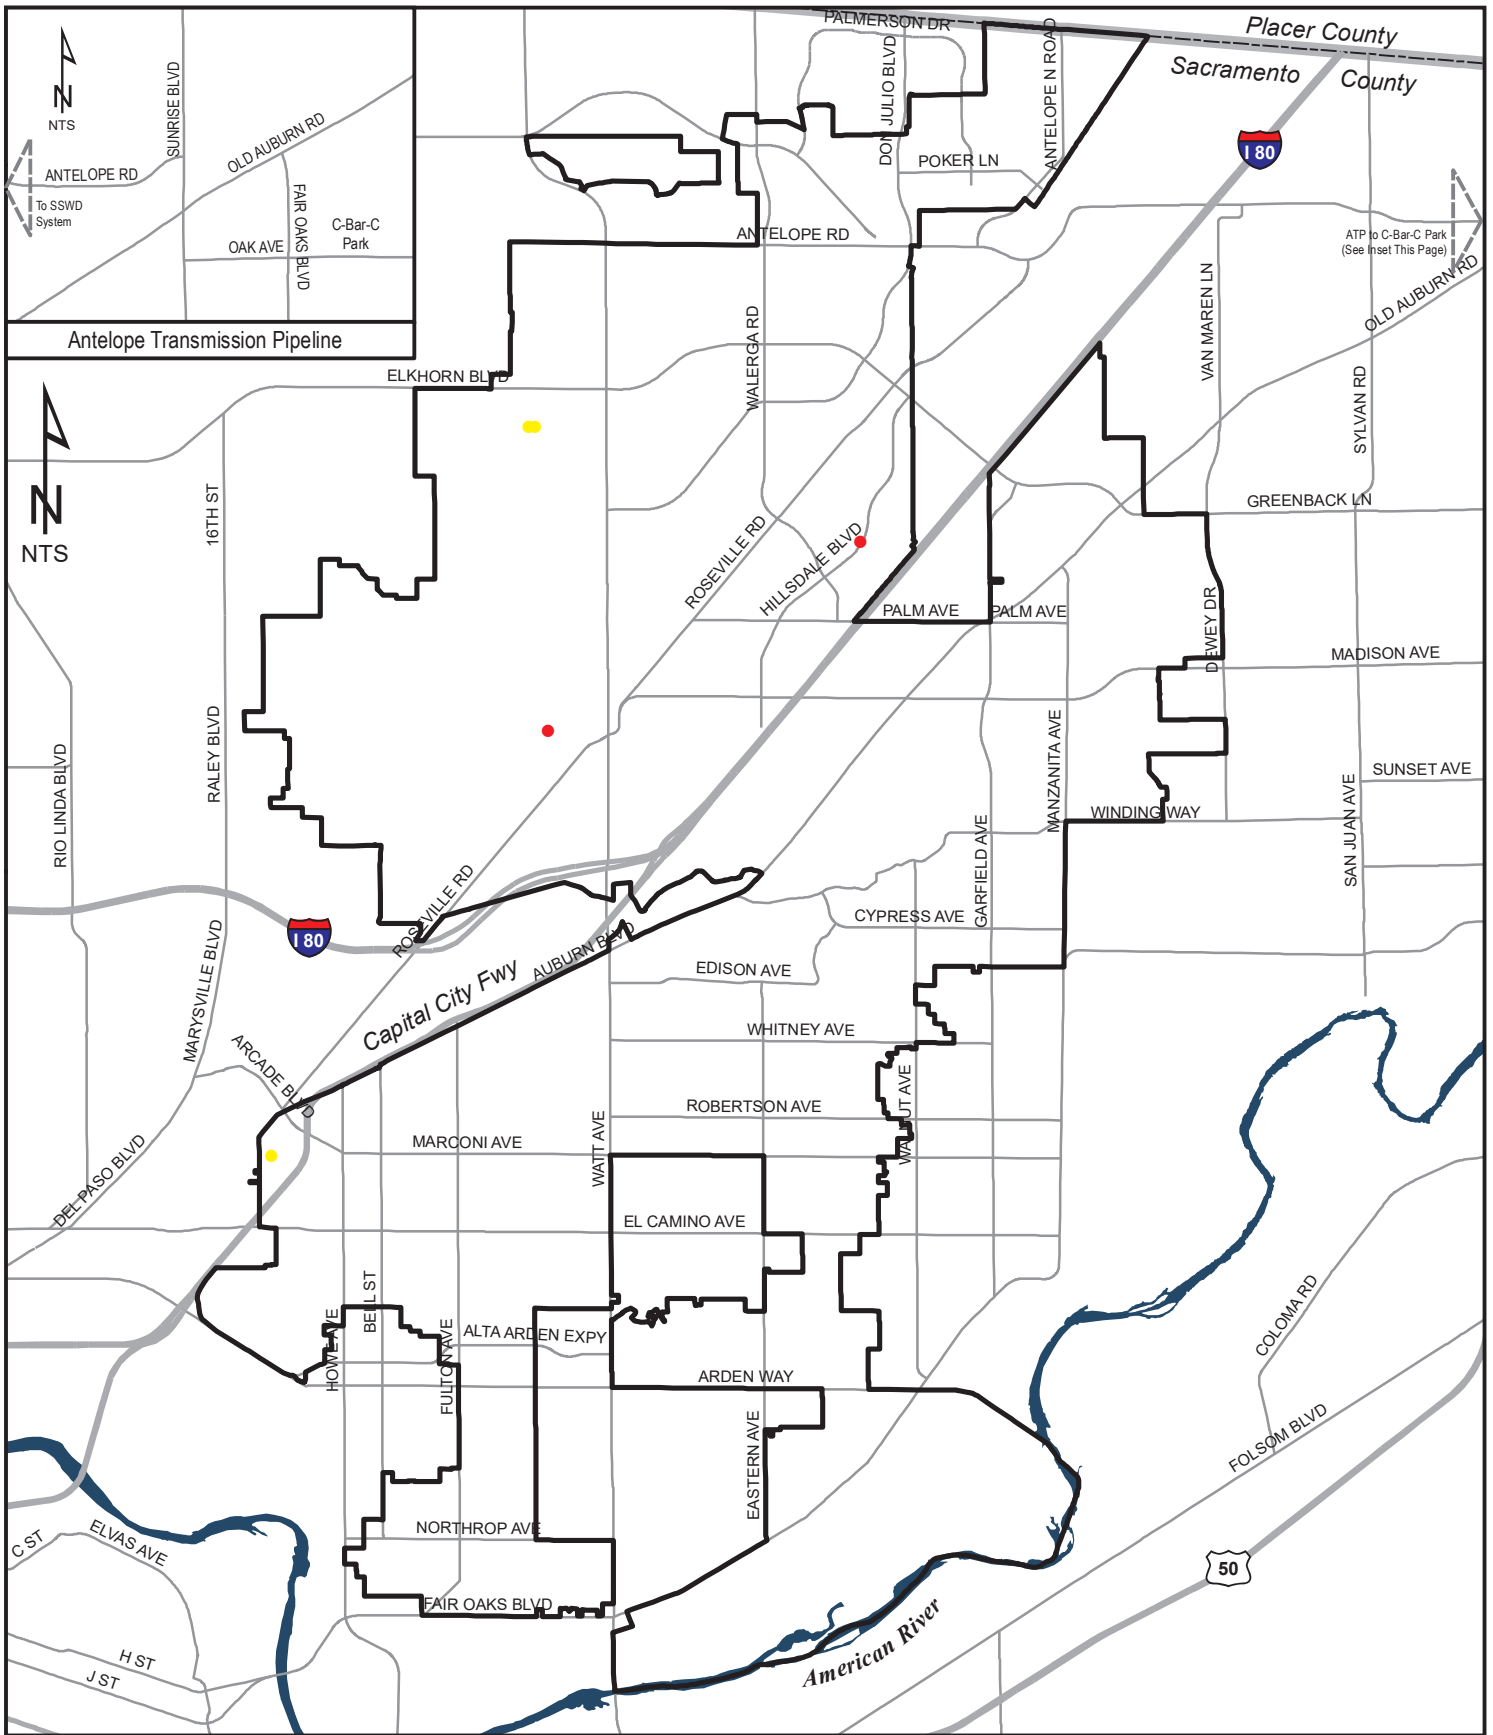 PALMERSON DR
Placer County
Sacramento County
DON JULIO BLVD
ANTELOPE N ROAD
I 80
POKER LN
N
NTS
SUNRISE BLVD
OLD AUBURN RD
ANTELOPE RD
To SSWD
System
FAIR OAKS BLVD
C-Bar-C
Park
OAK AVE
Antelope Transmission Pipeline
ANTELOPE RD
ATP to C-Bar-C Park
(See Inset This Page)
OLD AUBURN RD
VAN MAREN LN
WALERGA RD
ELKHORN BLVD
SYLVAN RD
N
NTS
16TH ST
GREENBACK LN
ROSEVILLE RD
HILLSDALE BLVD
PALM AVE
PALM AVE
DEWEY DR
MADISON AVE
RALEY BLVD
RIO LINDA BLVD
MANZANITA AVE
SUNSET AVE
SAN JUAN AVE
WINDING WAY
GARFIELD AVE
ROSEVILLE RD
CYPRESS AVE
I 80
AUBURN BLVD
EDISON AVE
MARYSVILLE BLVD
Capital City Fwy
WHITNEY AVE
ARCADE BLVD
WALNUT AVE
ROBERTSON AVE
WATT AVE
MARCONI AVE
DEL PASO BLVD
EL CAMINO AVE
BELL ST
HOWE AVE
FULTON AVE
ALTA ARDEN EXPY
COLOMA RD
ARDEN WAY
EASTERN AVE
FOLSOM BLVD
NORTHROP AVE
C ST
ELVAS AVE
50
FAIR OAKS BLVD
American River
H ST
J ST